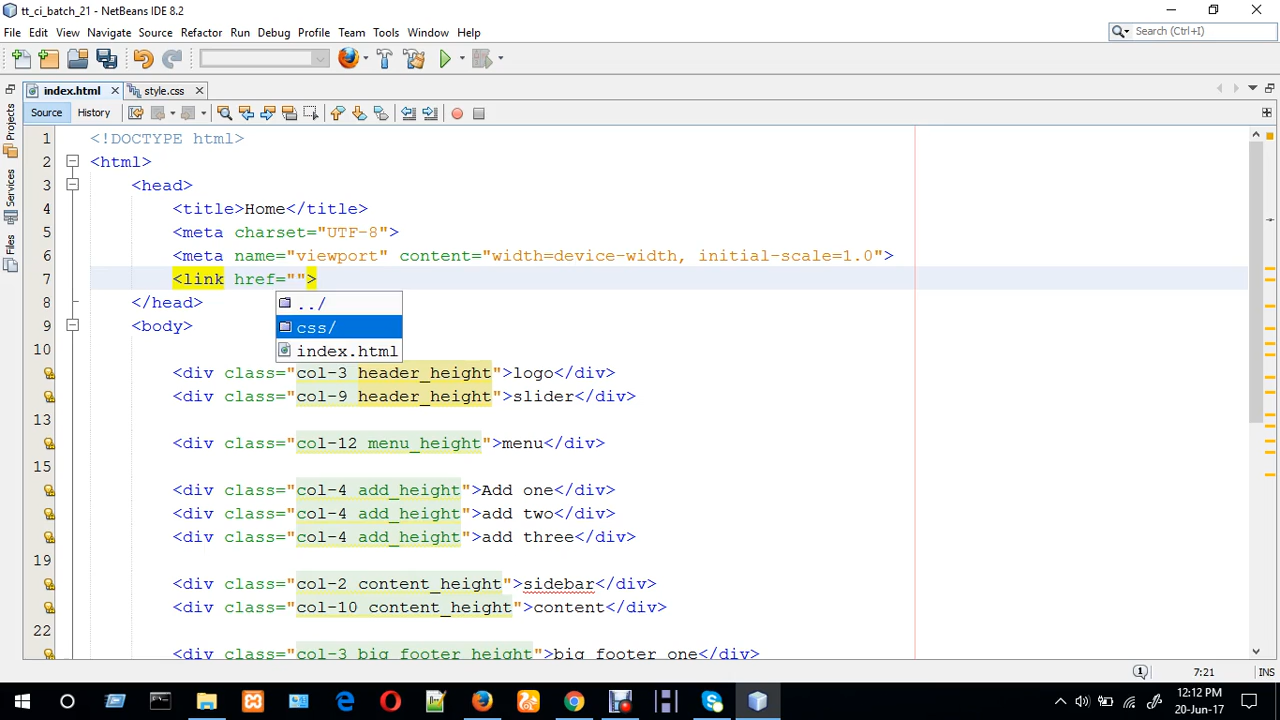 tt_ci_batch_21 - NetBeans IDE 8.2
File Edit View Navigate Source Refactor Run Debug Profile Team Tools Window Help
Search (Ctrl+I)
index.html style.css
Source History
Projects
Services
Files
1 <!DOCTYPE html>
2 <html>
3 <head>
4 <title>Home</title>
5 <meta charset="UTF-8">
6 <meta name="viewport" content="width=device-width, initial-scale=1.0">
7 <link href="">
8 </head>
../
9 <body>
css/
10
index.html
<div class="col-3 header_height">logo</div>
<div class="col-9 header_height">slider</div>
13
<div class="col-12 menu_height">menu</div>
15
<div class="col-4 add_height">Add one</div>
<div class="col-4 add_height">add two</div>
<div class="col-4 add_height">add three</div>
19
<div class="col-2 content_height">sidebar</div>
<div class="col-10 content_height">content</div>
22
<div class="col-3 big_footer_height">big footer one</div>
7:21 INS
12:12 PM
20-Jun-17